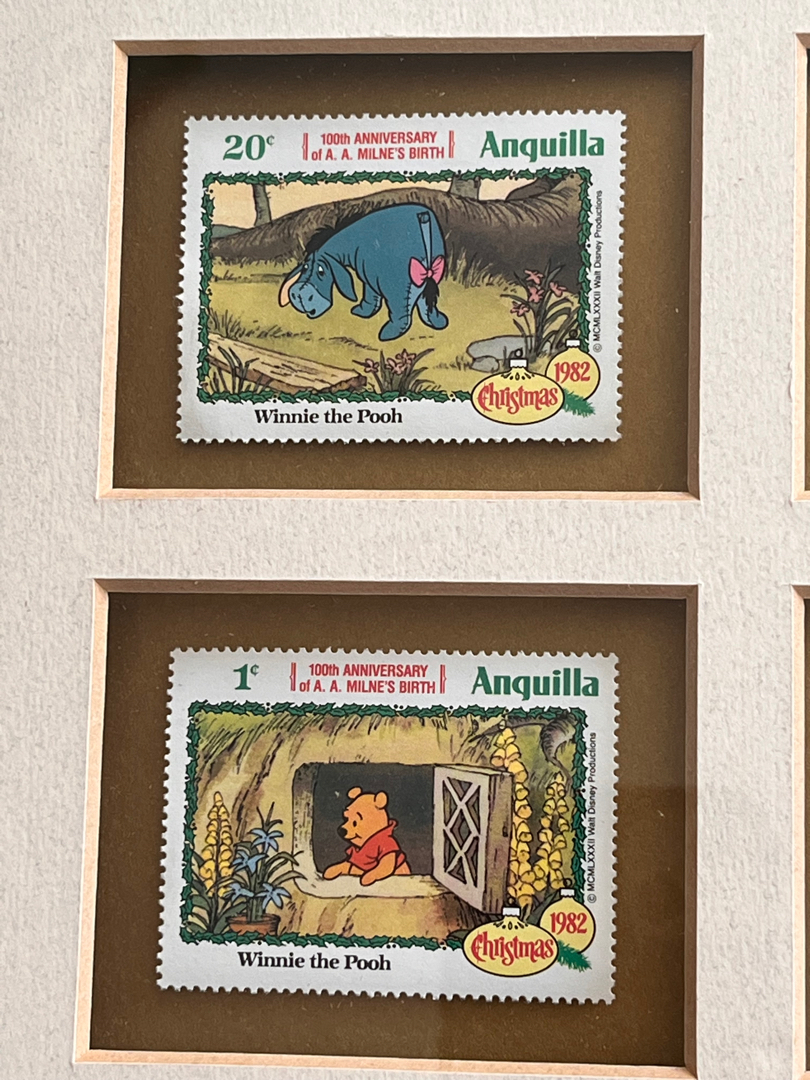 20¢
100th ANNIVERSARY
of A. A. MILNE'S BIRTH
Anguilla
© MCMLXXXII Walt Disney Productions
Christmas
1982
Winnie the Pooh
1¢
100th ANNIVERSARY
of A. A. MILNE'S BIRTH
Anguilla
© MCMLXXXII Walt Disney Productions
Christmas
1982
Winnie the Pooh